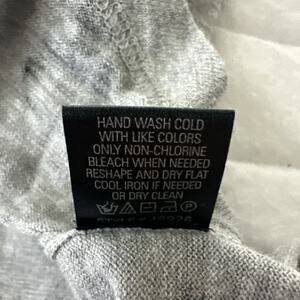 HAND WASH COLD
WITH LIKE COLORS
ONLY NON-CHLORINE
BLEACH WHEN NEEDED
RESHAPE AND DRY FLAT
COOL IRON IF NEEDED
OR DRY CLEAN